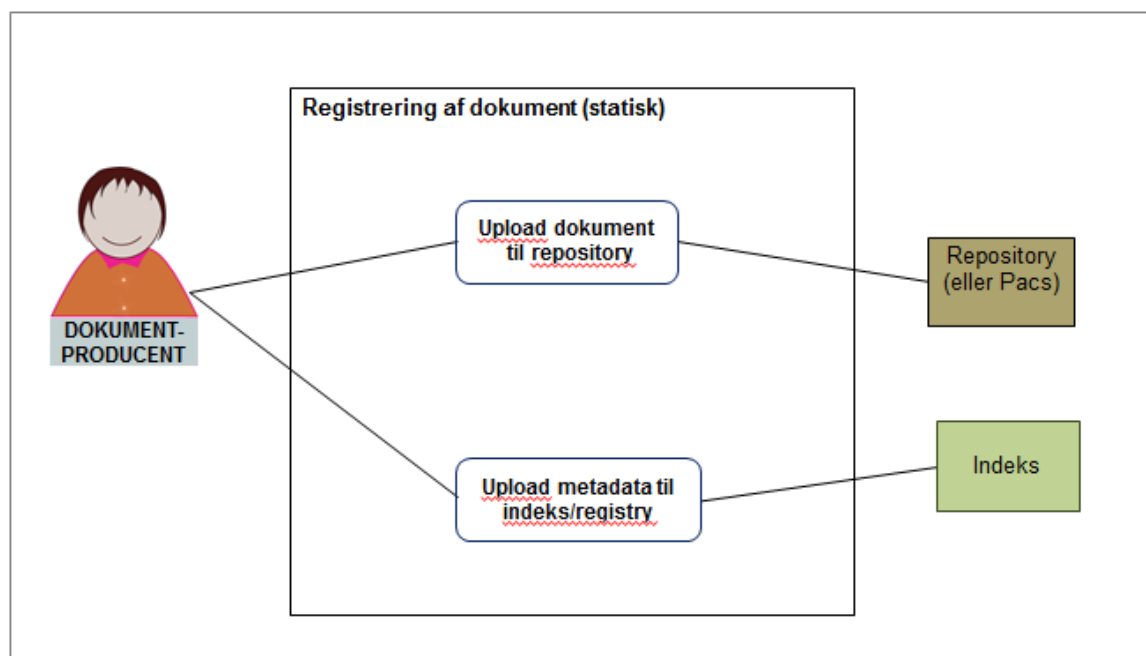 Registrering af dokument (statisk)
Upload dokument
til repository
Repository
(eller Pacs)
DOKUMENT-
PRODUCENT
Indeks
Upload metadata til
indeks/registry